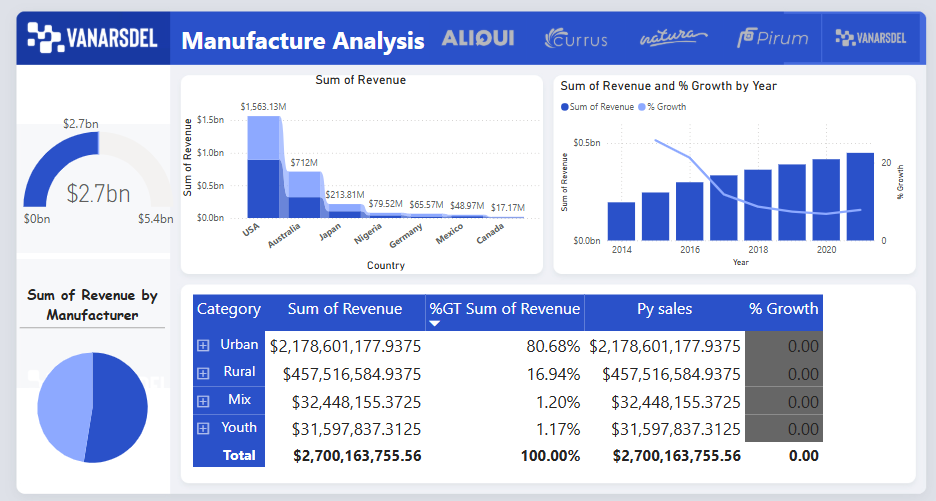 VANARSDEL
Manufacture Analysis
ALIQUI
Currus
natura
Pirum
VANARSDEL
$2.7bn
$2.7bn
$0bn
$5.4bn
Sum of Revenue by
Manufacturer
Sum of Revenue
Sum of Revenue
$1.5bn
$1.0bn
$0.5bn
$0.0bn
$1,563.13M
$712M
$213.81M
$79.52M
$65.57M
$48.97M
$17.17M
USA
Australia
Japan
Nigeria
Germany
Mexico
Canada
Country
Sum of Revenue and % Growth by Year
Sum of Revenue % Growth
Sum of Revenue
$0.5bn
$0.0bn
20
0
% Growth
2014 2016 2018 2020
Year
Category Sum of Revenue %GT Sum of Revenue Py sales % Growth
Urban $2,178,601,177.9375 80.68% $2,178,601,177.9375 0.00
Rural $457,516,584.9375 16.94% $457,516,584.9375 0.00
Mix $32,448,155.3725 1.20% $32,448,155.3725 0.00
Youth $31,597,837.3125 1.17% $31,597,837.3125 0.00
Total $2,700,163,755.56 100.00% $2,700,163,755.56 0.00